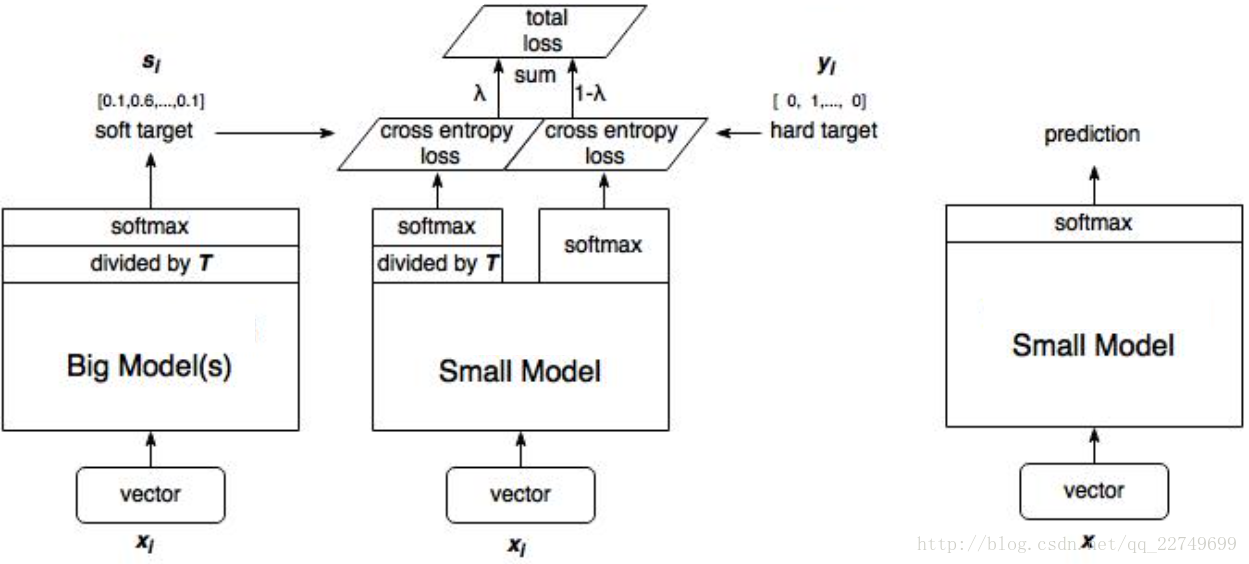 total
loss
sum
λ
1-λ
s_i
[0.1,0.6,...,0.1]
soft target
y_i
[ 0, 1,..., 0]
hard target
cross entropy
loss
cross entropy
loss
softmax
divided by T
Big Model(s)
vector
x_i
softmax
divided by T
softmax
Small Model
vector
x_i
prediction
softmax
Small Model
vector
x
http://blog.csdn.net/qq_22749699